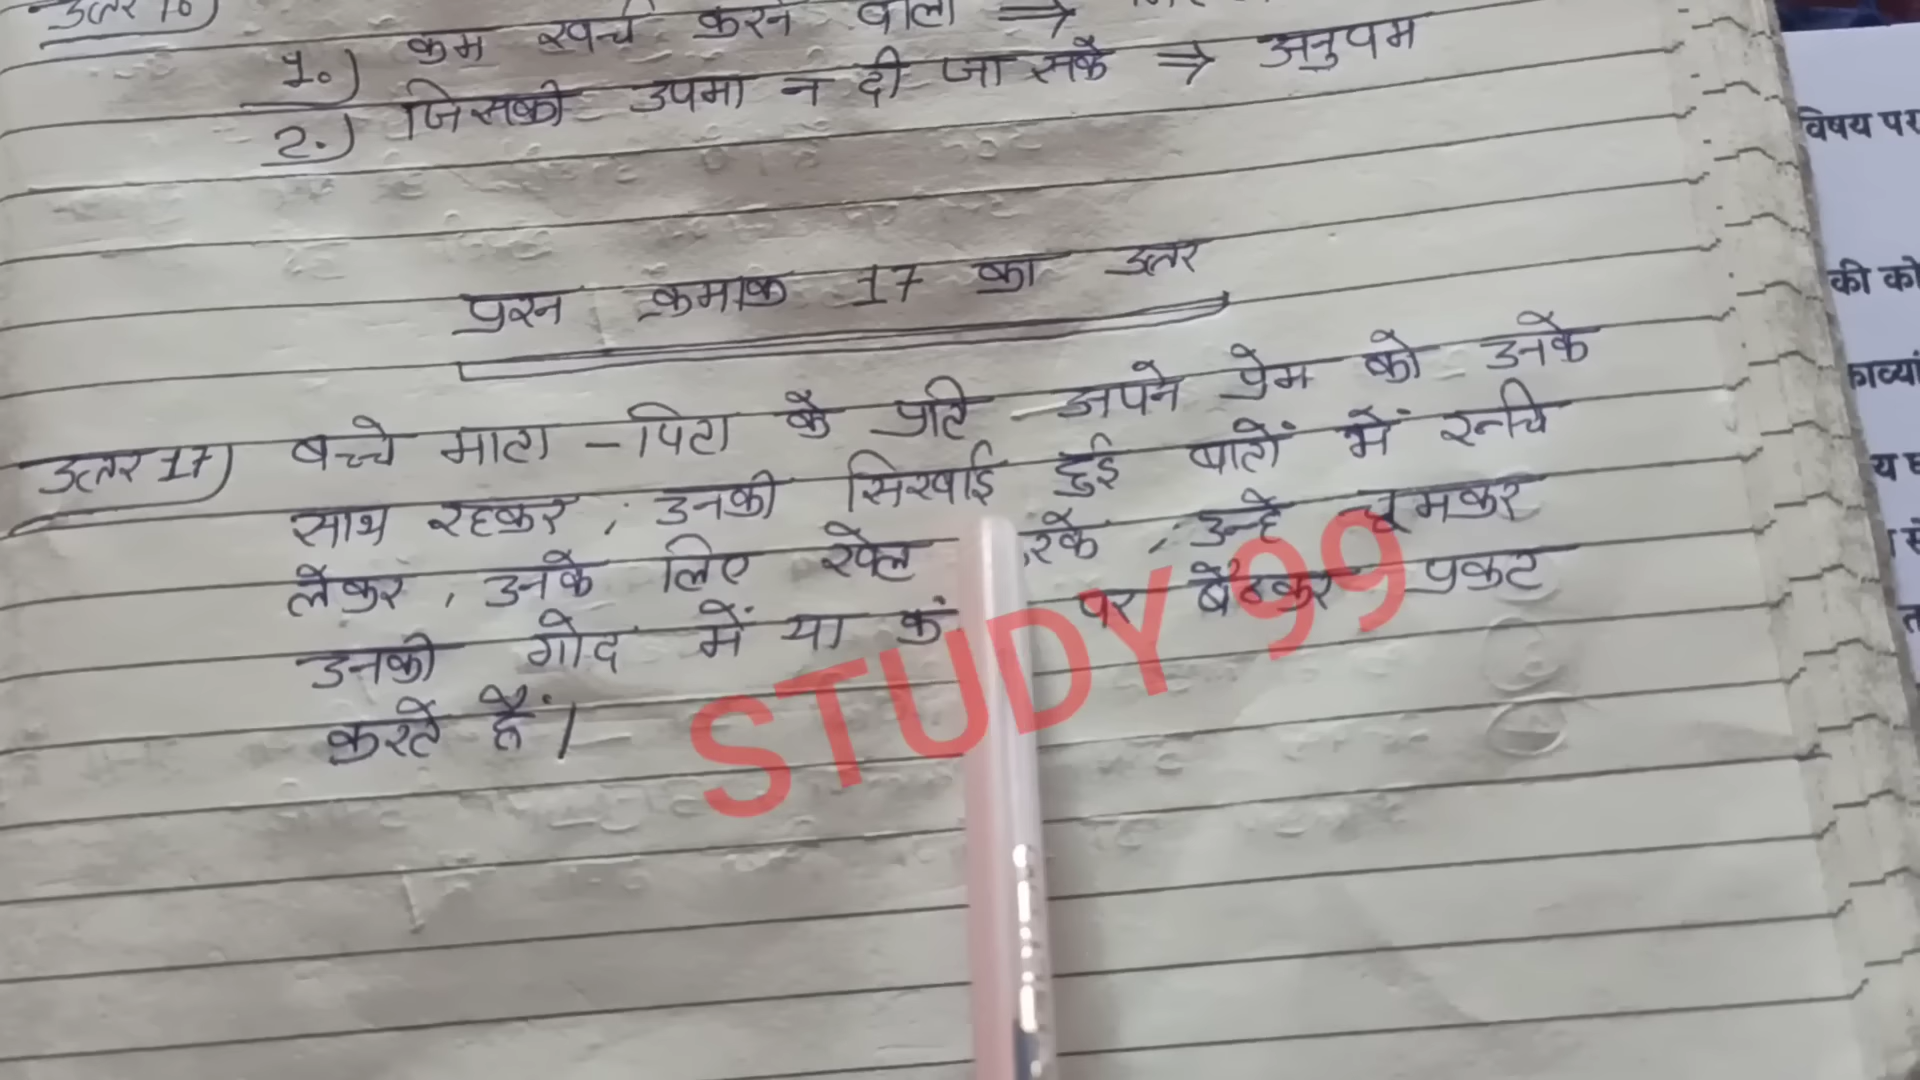 उत्तर 16)
1.) कम खर्च करने वाला ⇒
2.) जिसकी उपमा न दी जा सके ⇒ अनुपम
प्रश्न क्रमांक 17 का उत्तर
उत्तर 17) बच्चे माता - पिता के प्रति अपने प्रेम को उनके
साथ रहकर, उनकी सिखाई हुई बातों में रूचि
लेकर, उनके लिए खेल रके, उन्हें चूमकर
उनकी गोद में या कं पर बैठकर प्रकट
करते हैं।
STUDY 99
विषय पर
की को
काव्यां